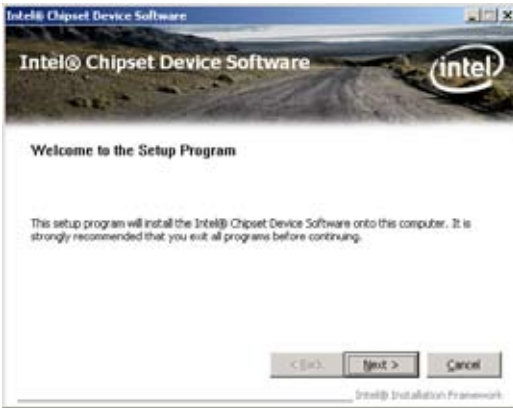 Intel® Chipset Device Software
Intel® Chipset Device Software
intel
Welcome to the Setup Program
This setup program will install the Intel® Chipset Device Software onto this computer. It is
strongly recommended that you exit all programs before continuing.
< Back
Next >
Cancel
Intel® Installation Framework